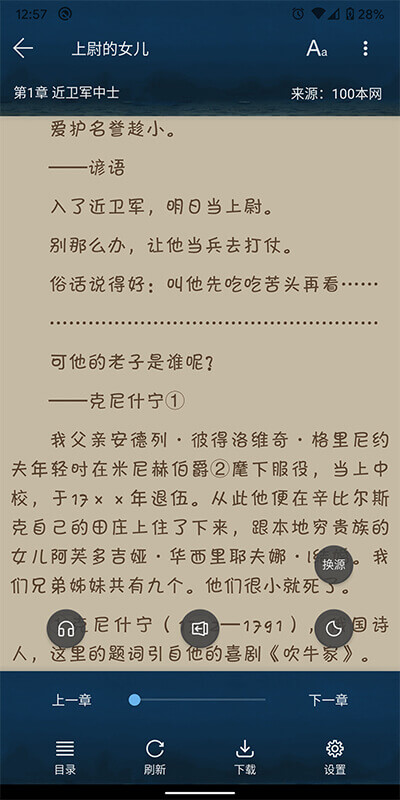 12:57
28%
上尉的女儿
Aa
第1章 近卫军中士
来源：100本网
爱护名誉趁小。
——谚语
入了近卫军，明日当上尉。
别那么办，让他当兵去打仗。
俗话说得好：叫他先吃吃苦头再看……
………………………………………………
可他的老子是谁呢？
——克尼什宁①
我父亲安德列·彼得洛维奇·格里尼约
夫年轻时在米尼赫伯爵②麾下服役，当上中
校，于17××年退伍。从此他便在辛比尔斯
克自己的田庄上住了下来，跟本地穷贵族的
女儿阿芙多吉娅·华西里耶夫娜·
我
换源
们兄弟姊妹共有九个。他们很小就死了。
克尼什宁（
—1791），
国诗
人，这里的题词引自他的喜剧《吹牛家》。
上一章
下一章
目录
刷新
下载
设置